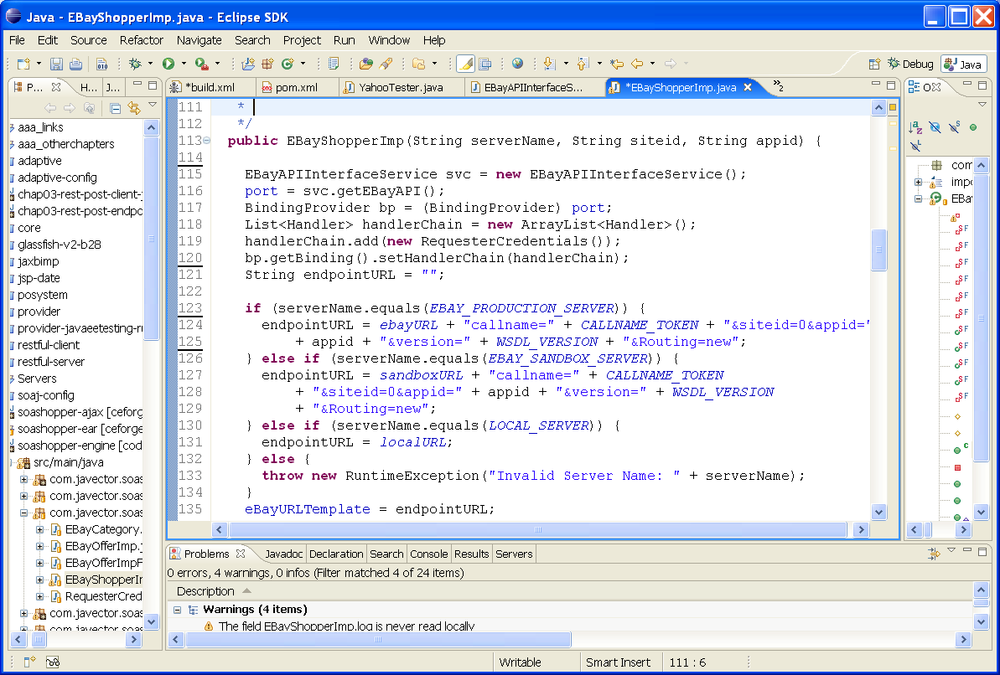 Java - EBayShopperImp.java - Eclipse SDK
File Edit Source Refactor Navigate Search Project Run Window Help
Debug Java
P... H... J... *build.xml pom.xml YahooTester.java EBayAPIInterfaceS... *EBayShopperImp.java »2 O
aaa_links
aaa_otherchapters
adaptive
adaptive-config
chap03-rest-post-client-
chap03-rest-post-endpo
core
glassfish-v2-b28
jaxbimp
jsp-date
posystem
provider
provider-javaeetesting-ru
restful-client
restful-server
Servers
soaj-config
soashopper-ajax [ceforg
soashopper-ear [ceforge
soashopper-engine [cod
src/main/java
com.javector.soas
com.javector.soas
com.javector.soas
EBayCategory.
EBayOfferImp.j
EBayOfferImpF
EBayShopperIn
RequesterCred
com.javector.soas
com.javector.soas
111 *
112 */
113 public EBayShopperImp(String serverName, String siteid, String appid) {
114
115 EBayAPIInterfaceService svc = new EBayAPIInterfaceService();
116 port = svc.getEBayAPI();
117 BindingProvider bp = (BindingProvider) port;
118 List<Handler> handlerChain = new ArrayList<Handler>();
119 handlerChain.add(new RequesterCredentials());
120 bp.getBinding().setHandlerChain(handlerChain);
121 String endpointURL = "";
122
123 if (serverName.equals(EBAY_PRODUCTION_SERVER)) {
124 endpointURL = ebayURL + "callname=" + CALLNAME_TOKEN + "&siteid=0&appid="
125 + appid + "&version=" + WSDL_VERSION + "&Routing=new";
126 } else if (serverName.equals(EBAY_SANDBOX_SERVER)) {
127 endpointURL = sandboxURL + "callname=" + CALLNAME_TOKEN
128 + "&siteid=0&appid=" + appid + "&version=" + WSDL_VERSION
129 + "&Routing=new";
130 } else if (serverName.equals(LOCAL_SERVER)) {
131 endpointURL = localURL;
132 } else {
133 throw new RuntimeException("Invalid Server Name: " + serverName);
134 }
135 eBayURLTemplate = endpointURL;
com
impo
EBay
Problems Javadoc Declaration Search Console Results Servers
0 errors, 4 warnings, 0 infos (Filter matched 4 of 24 items)
Description
Warnings (4 items)
The field EBayShopperImp.log is never read locally
Writable Smart Insert 111 : 6